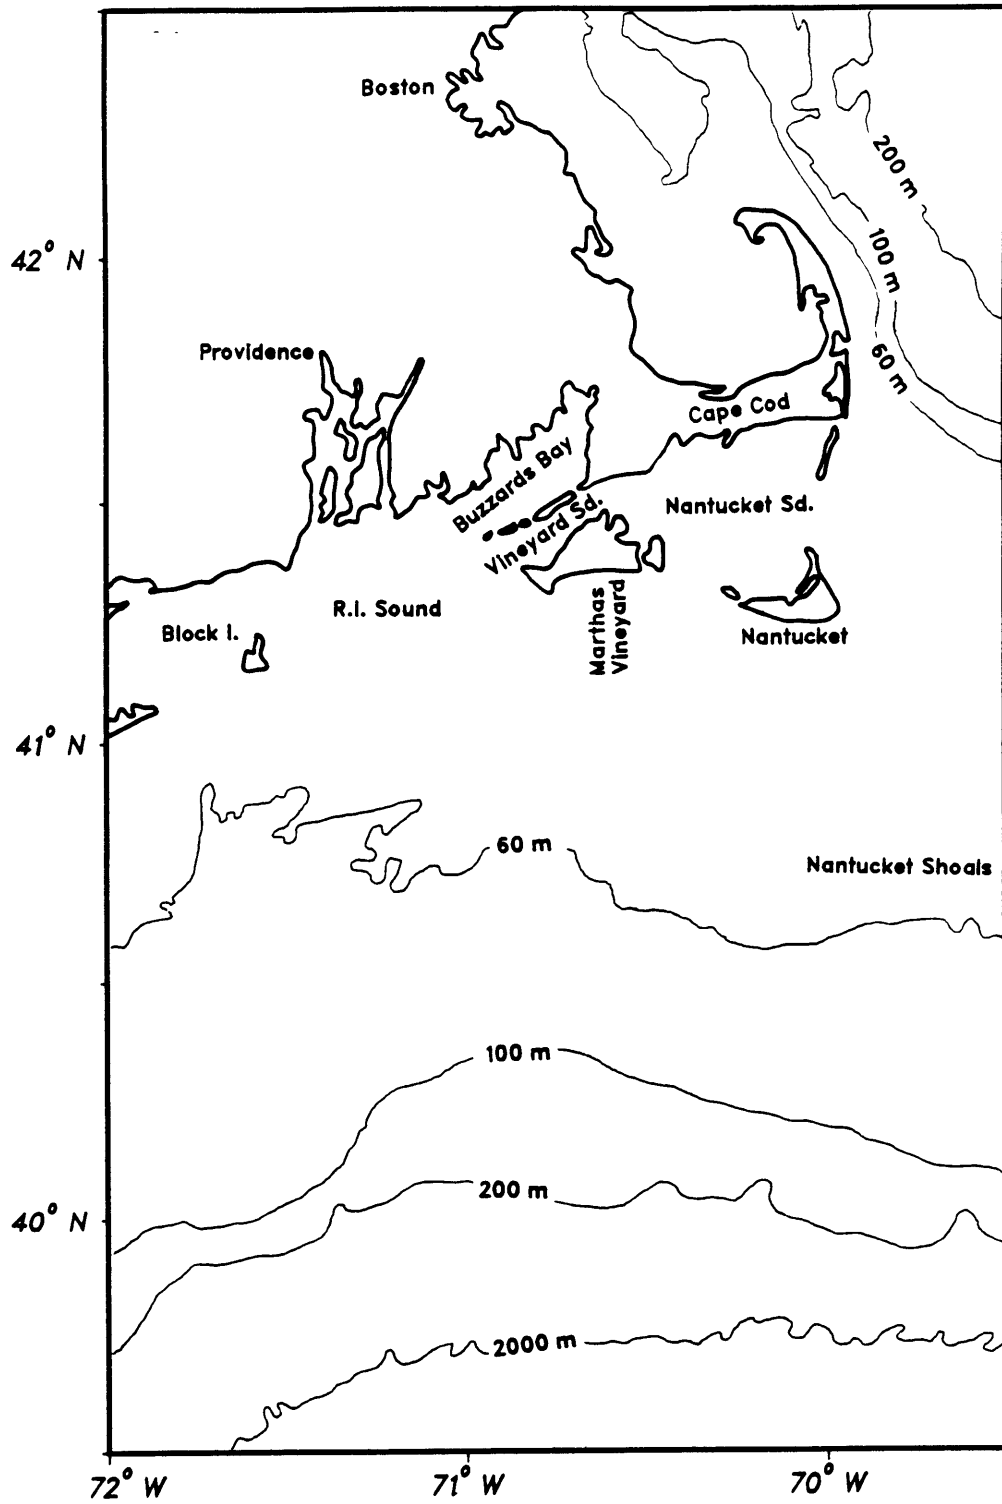 Boston
200 m
100 m
42° N
60 m
Providence
Cape Cod
Buzzards Bay
Vineyard Sd.
Nantucket Sd.
R.I. Sound
Block I.
Marthas
Vineyard
Nantucket
41° N
60 m
Nantucket Shoals
100 m
200 m
40° N
2000 m
72° W
71° W
70° W